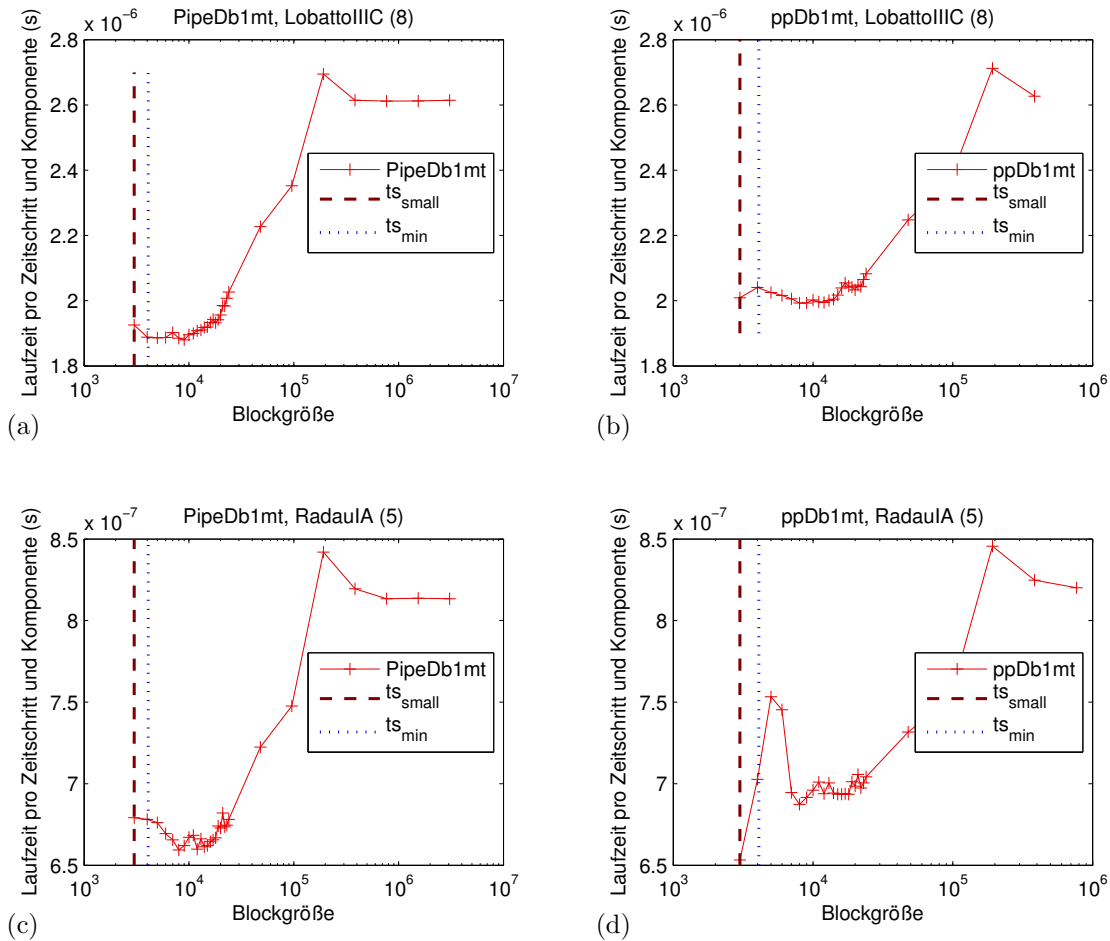 x 10^-6
PipeDb1mt, LobattoIIIC (8)
Laufzeit pro Zeitschritt und Komponente (s)
2.8
2.6
2.4
2.2
2
1.8
10^3 10^4 10^5 10^6 10^7
Blockgröße
PipeDb1mt
ts_small
ts_min
(a)
x 10^-6
ppDb1mt, LobattoIIIC (8)
Laufzeit pro Zeitschritt und Komponente (s)
2.8
2.6
2.4
2.2
2
1.8
10^3 10^4 10^5 10^6
Blockgröße
ppDb1mt
ts_small
ts_min
(b)
x 10^-7
PipeDb1mt, RadauIA (5)
Laufzeit pro Zeitschritt und Komponente (s)
8.5
8
7.5
7
6.5
10^3 10^4 10^5 10^6 10^7
Blockgröße
PipeDb1mt
ts_small
ts_min
(c)
x 10^-7
ppDb1mt, RadauIA (5)
Laufzeit pro Zeitschritt und Komponente (s)
8.5
8
7.5
7
6.5
10^3 10^4 10^5 10^6
Blockgröße
ppDb1mt
ts_small
ts_min
(d)